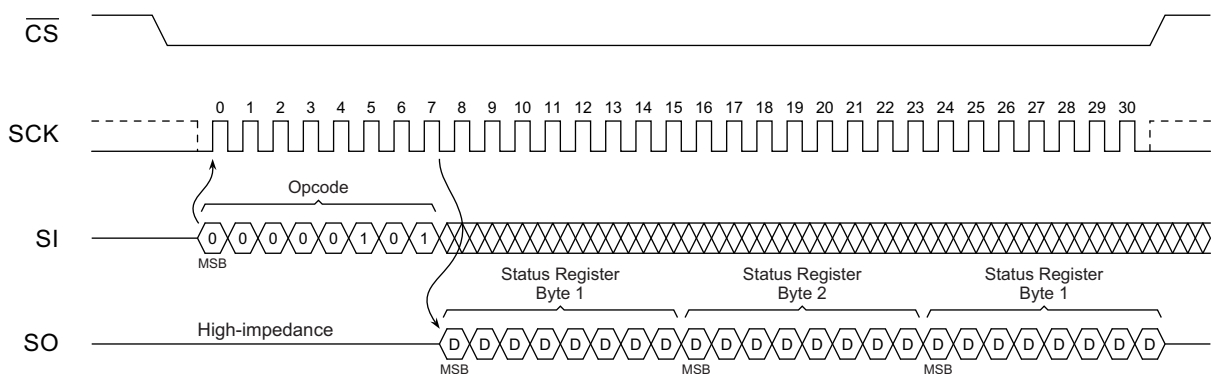 CS
0 1 2 3 4 5 6 7 8 9 10 11 12 13 14 15 16 17 18 19 20 21 22 23 24 25 26 27 28 29 30
SCK
Opcode
SI 0 0 0 0 0 1 0 1
MSB
Status Register
Byte 1
Status Register
Byte 2
Status Register
Byte 1
High-impedance
SO D D D D D D D D D D D D D D D D D D D D D D D D
MSB MSB MSB